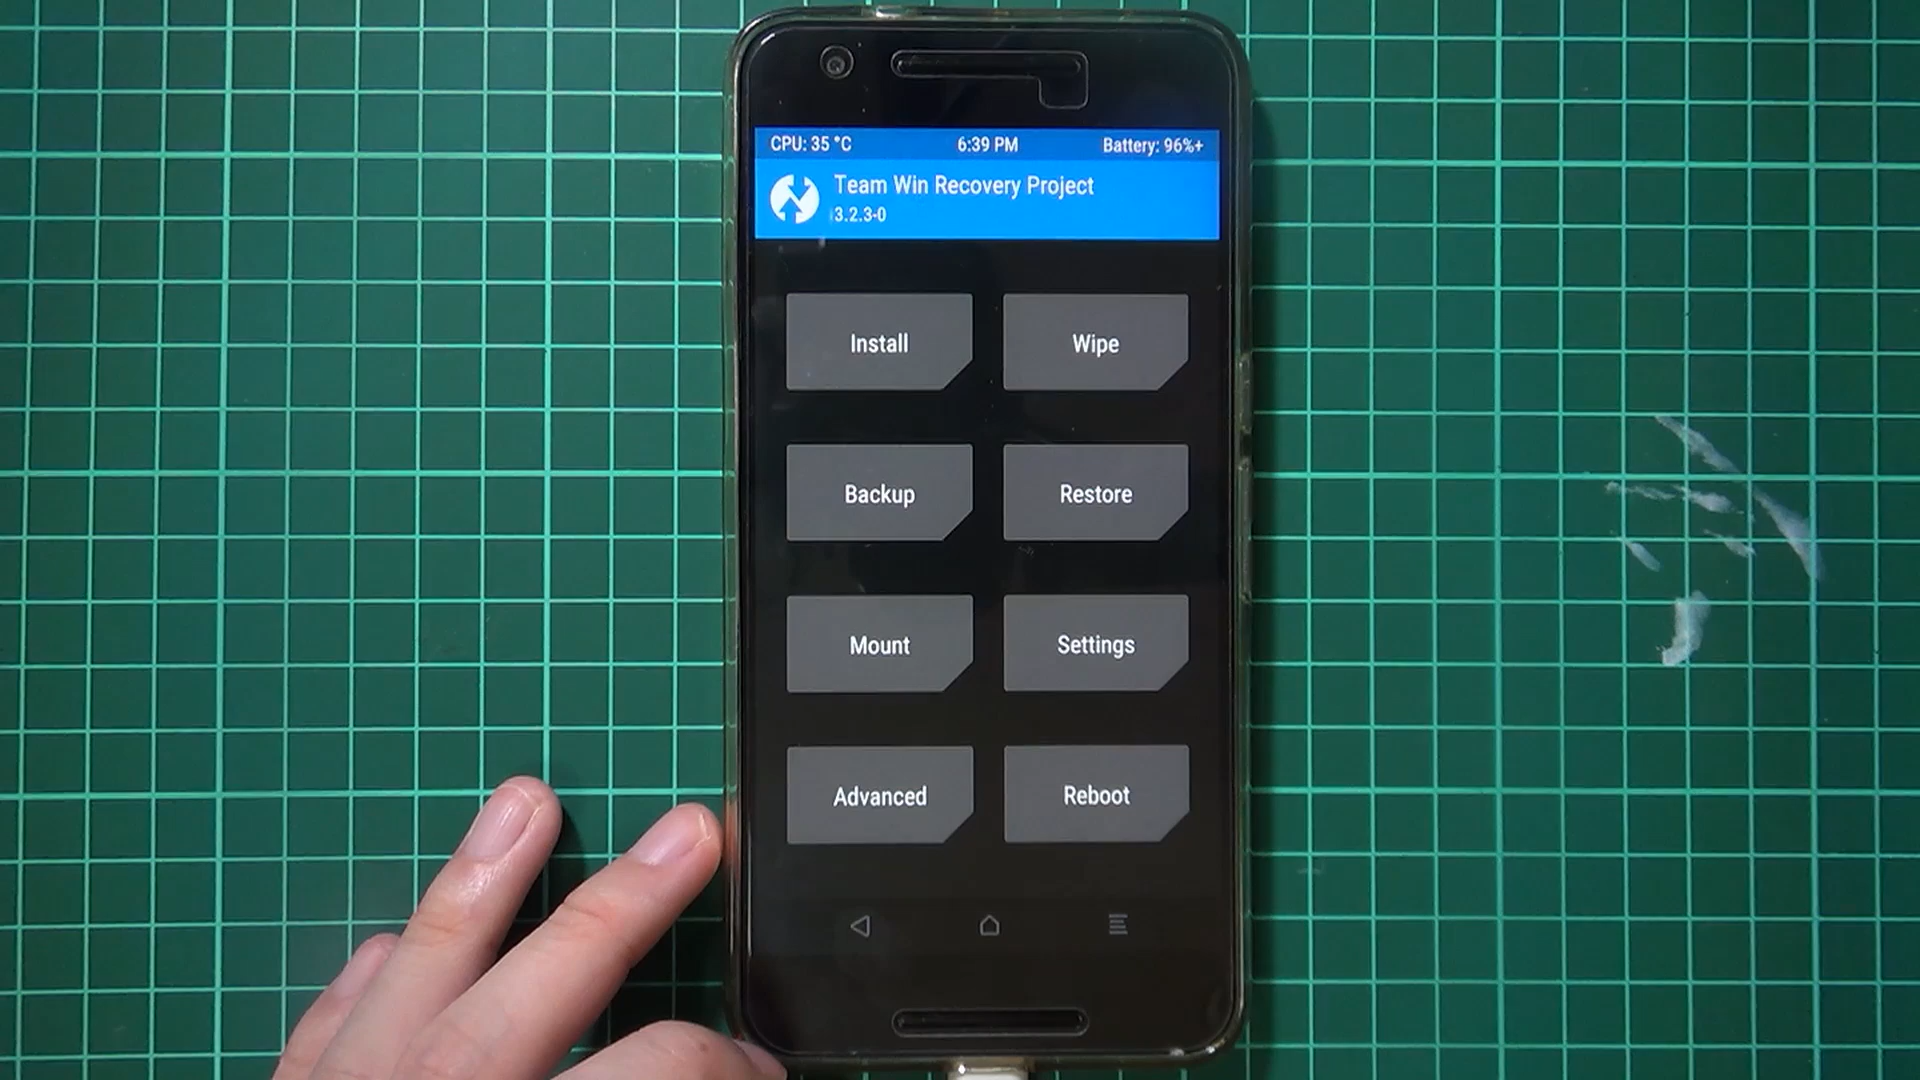 CPU: 35 °C 6:39 PM Battery: 96%+
Team Win Recovery Project
3.2.3-0
Install Wipe
Backup Restore
Mount Settings
Advanced Reboot